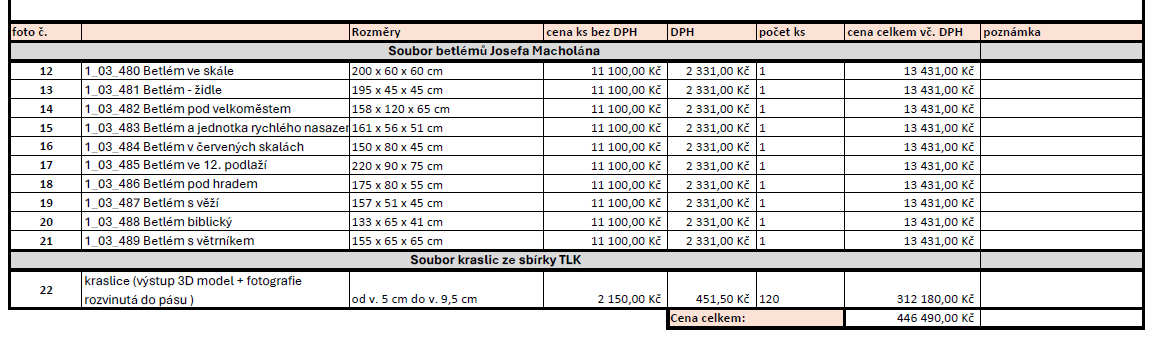 foto č. Rozměry cena ks bez DPH DPH počet ks cena celkem vč. DPH poznámka
Soubor betlémů Josefa Macholána
12 1_03_480 Betlém ve skále 200 x 60 x 60 cm 11 100,00 Kč 2 331,00 Kč 1 13 431,00 Kč
13 1_03_481 Betlém - židle 195 x 45 x 45 cm 11 100,00 Kč 2 331,00 Kč 1 13 431,00 Kč
14 1_03_482 Betlém pod velkoměstem 158 x 120 x 65 cm 11 100,00 Kč 2 331,00 Kč 1 13 431,00 Kč
15 1_03_483 Betlém a jednotka rychlého nasazen 161 x 56 x 51 cm 11 100,00 Kč 2 331,00 Kč 1 13 431,00 Kč
16 1_03_484 Betlém v červených skalách 150 x 80 x 45 cm 11 100,00 Kč 2 331,00 Kč 1 13 431,00 Kč
17 1_03_485 Betlém ve 12. podlaží 220 x 90 x 75 cm 11 100,00 Kč 2 331,00 Kč 1 13 431,00 Kč
18 1_03_486 Betlém pod hradem 175 x 80 x 55 cm 11 100,00 Kč 2 331,00 Kč 1 13 431,00 Kč
19 1_03_487 Betlém s věží 157 x 51 x 45 cm 11 100,00 Kč 2 331,00 Kč 1 13 431,00 Kč
20 1_03_488 Betlém biblický 133 x 65 x 41 cm 11 100,00 Kč 2 331,00 Kč 1 13 431,00 Kč
21 1_03_489 Betlém s větrníkem 155 x 65 x 65 cm 11 100,00 Kč 2 331,00 Kč 1 13 431,00 Kč
Soubor kraslic ze sbírky TLK
22 kraslice (výstup 3D model + fotografie
rozvinutá do pásu ) od v. 5 cm do v. 9,5 cm 2 150,00 Kč 451,50 Kč 120 312 180,00 Kč
Cena celkem: 446 490,00 Kč